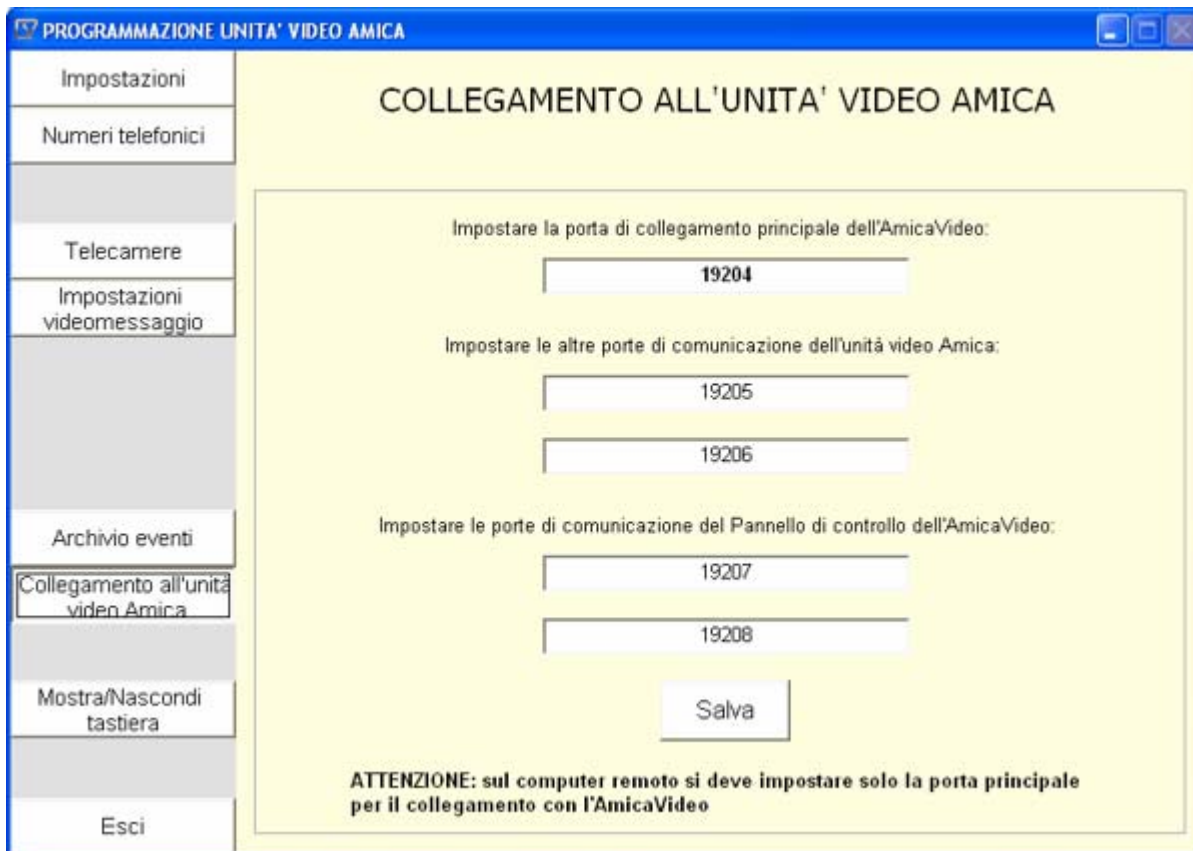 PROGRAMMAZIONE UNITA' VIDEO AMICA
Impostazioni
Numeri telefonici
Telecamere
Impostazioni
videomessaggio
Archivio eventi
Collegamento all'unità
video Amica
Mostra/Nascondi
tastiera
Esci
COLLEGAMENTO ALL'UNITA' VIDEO AMICA
Impostare la porta di collegamento principale dell'AmicaVideo:
19204
Impostare le altre porte di comunicazione dell'unità video Amica:
19205
19206
Impostare le porte di comunicazione del Pannello di controllo dell'AmicaVideo:
19207
19208
Salva
ATTENZIONE: sul computer remoto si deve impostare solo la porta principale
per il collegamento con l'AmicaVideo